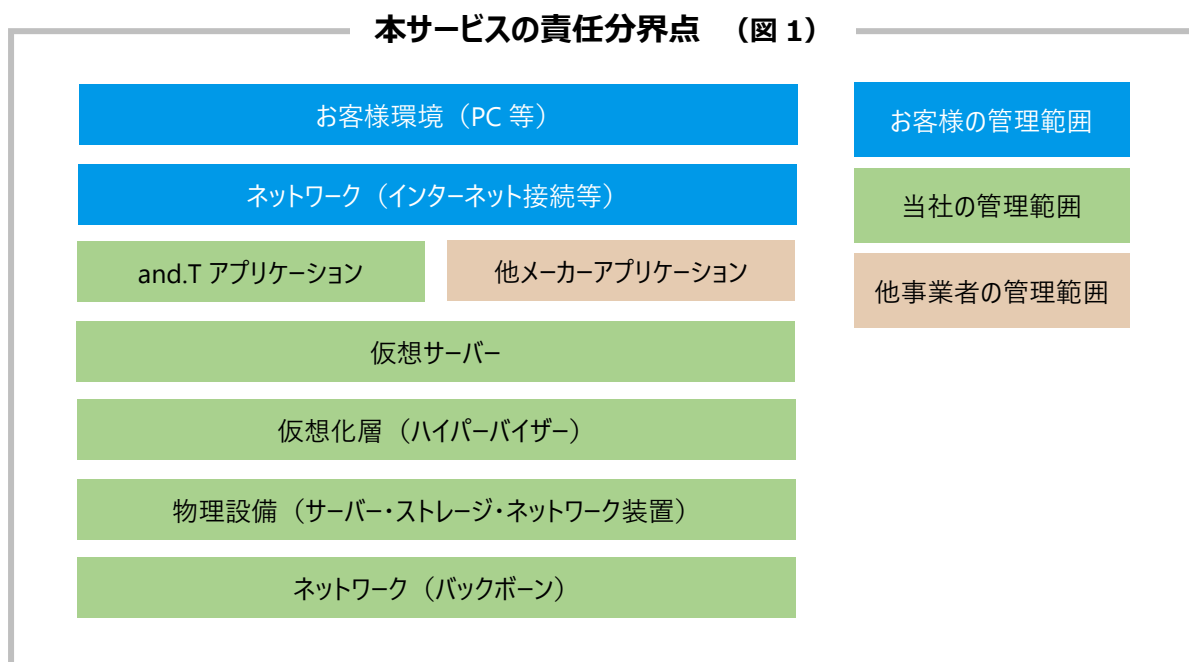 本サービスの責任分界点 （図 1）
お客様環境（PC 等）
ネットワーク（インターネット接続等）
and.T アプリケーション
他メーカーアプリケーション
仮想サーバー
仮想化層（ハイパーバイザー）
物理設備（サーバー・ストレージ・ネットワーク装置）
ネットワーク（バックボーン）
お客様の管理範囲
当社の管理範囲
他事業者の管理範囲